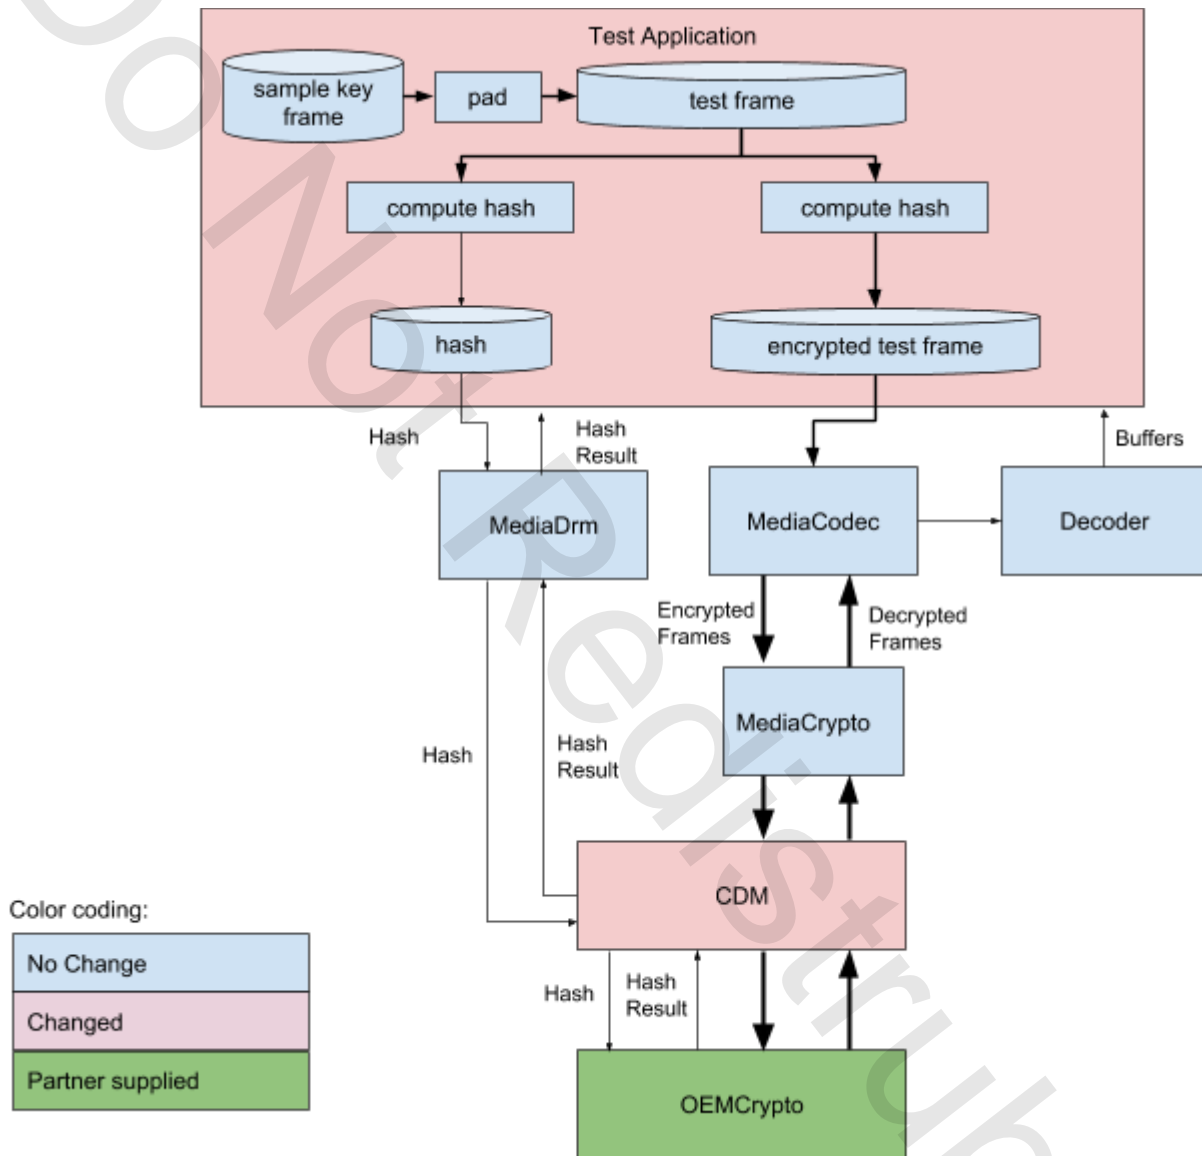 Test Application
sample key
frame
pad
test frame
compute hash
compute hash
hash
encrypted test frame
Hash
Hash
Result
Buffers
MediaDrm
MediaCodec
Decoder
Encrypted
Frames
Decrypted
Frames
MediaCrypto
Hash
Hash
Result
CDM
Color coding:
No Change
Changed
Partner supplied
Hash
Hash
Result
OEMCrypto
Do Not Redistrib